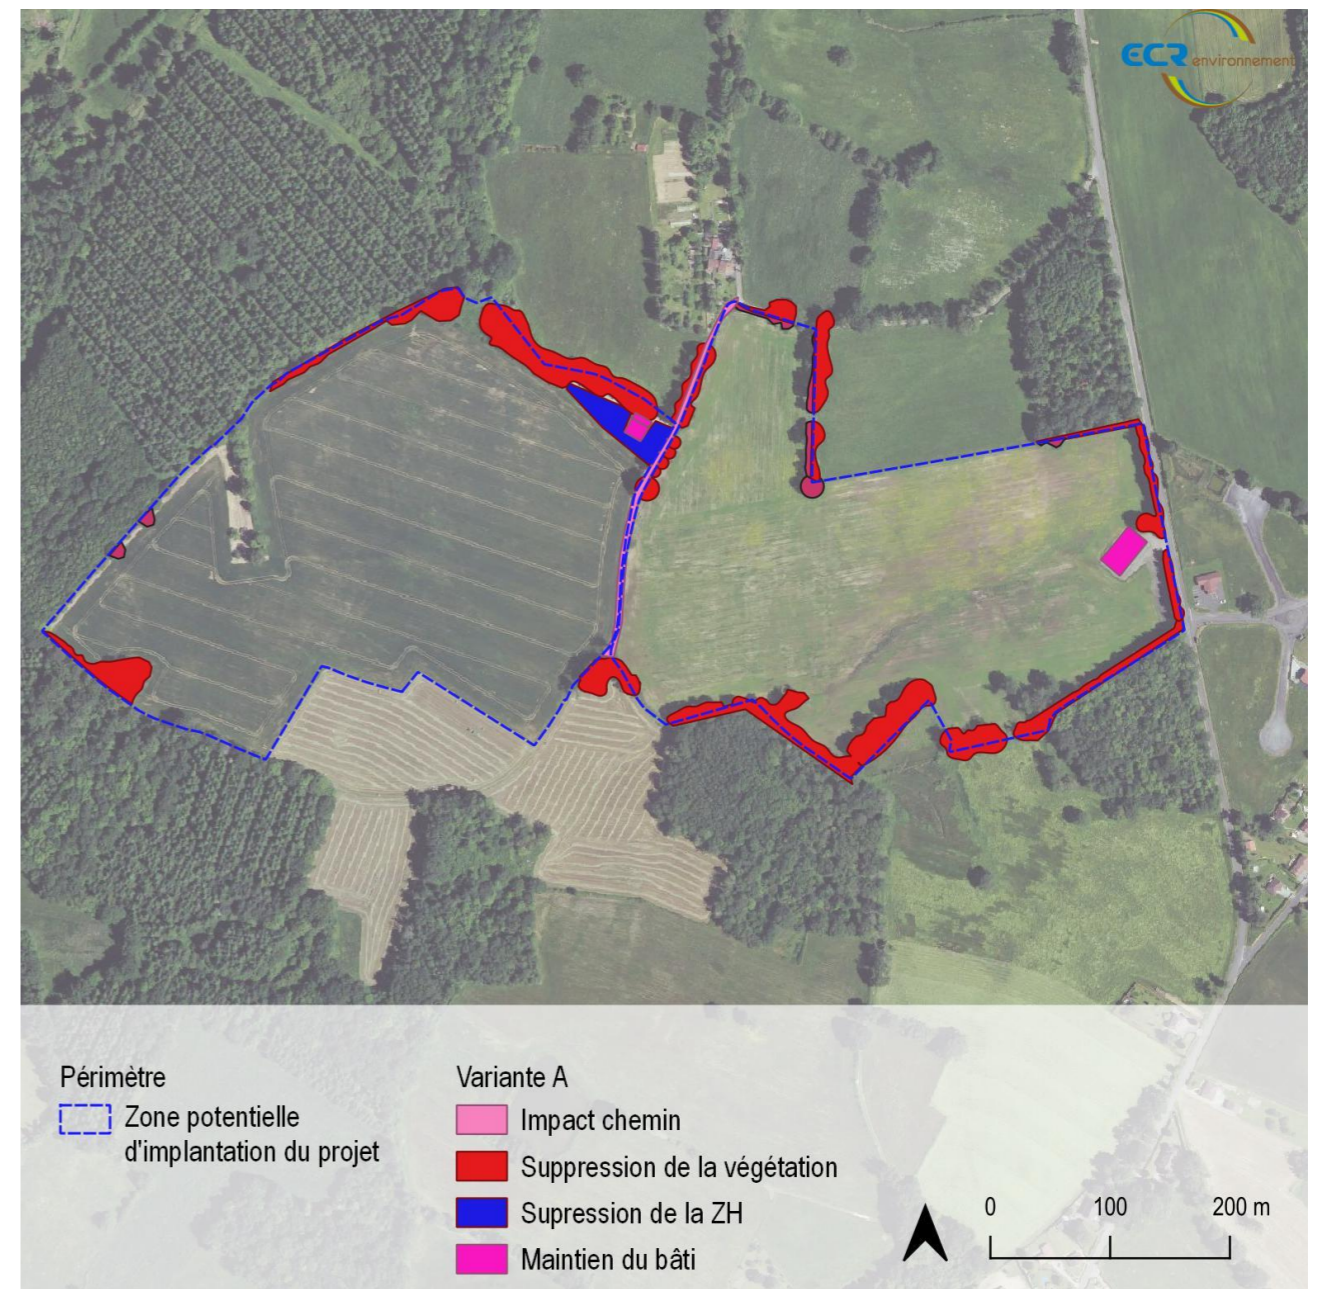 ECR environnement
Périmètre
Zone potentielle
d'implantation du projet
Variante A
Impact chemin
Suppression de la végétation
Supression de la ZH
Maintien du bâti
0 100 200 m